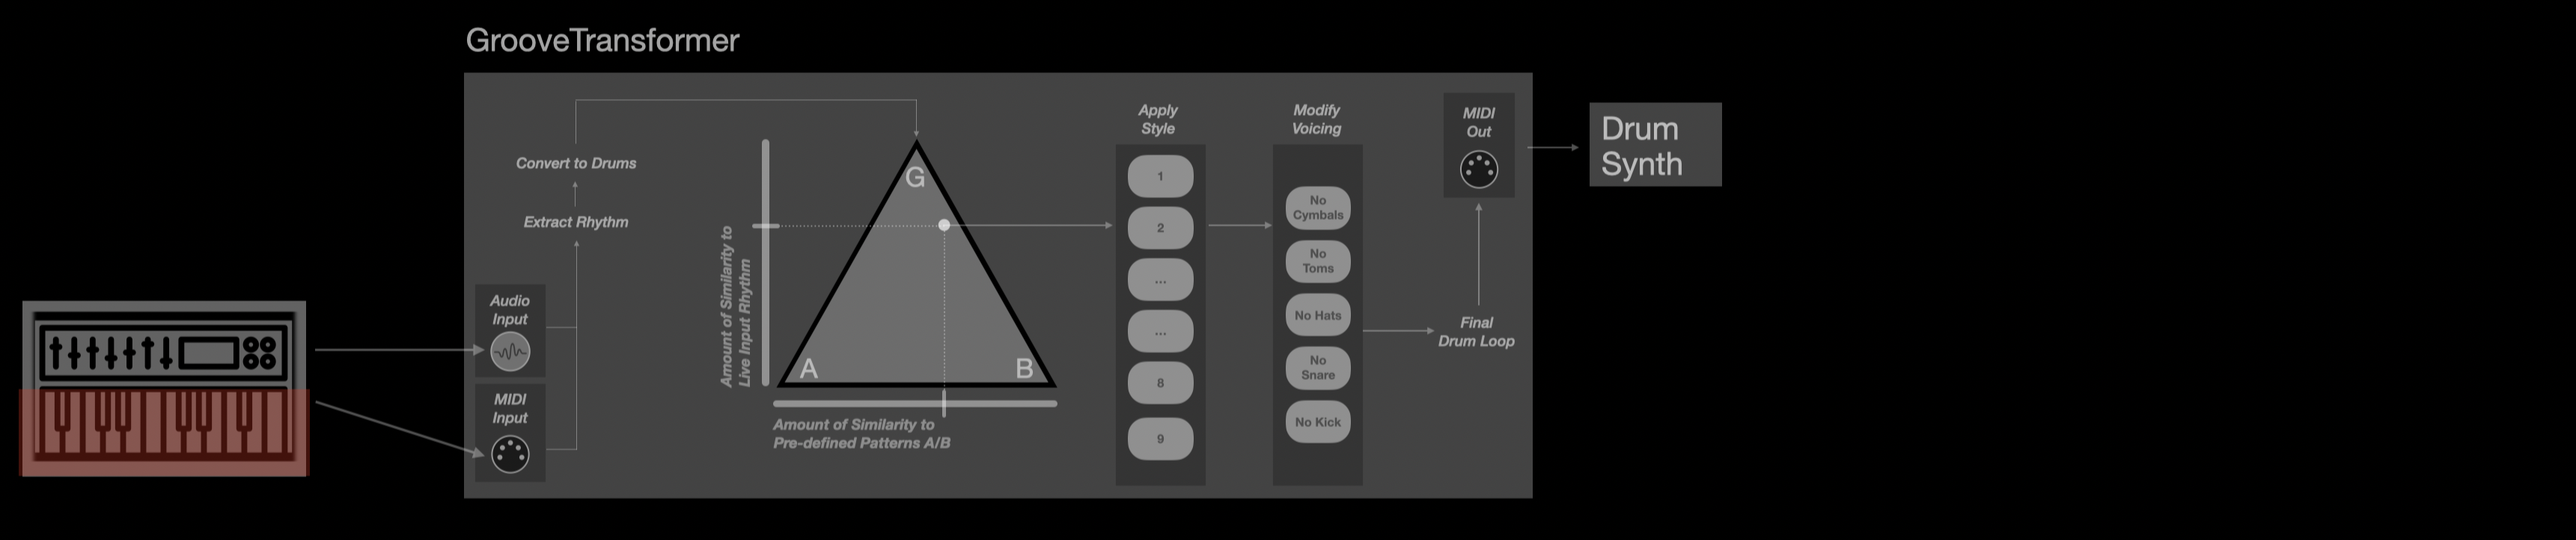 GrooveTransformer
Convert to Drums
Extract Rhythm
Audio
Input
MIDI
Input
Amount of Similarity to
Live Input Rhythm
G
A
B
Amount of Similarity to
Pre-defined Patterns A/B
Apply
Style
1
2
...
...
8
9
Modify
Voicing
No
Cymbals
No
Toms
No Hats
No
Snare
No Kick
Final
Drum Loop
MIDI
Out
Drum
Synth